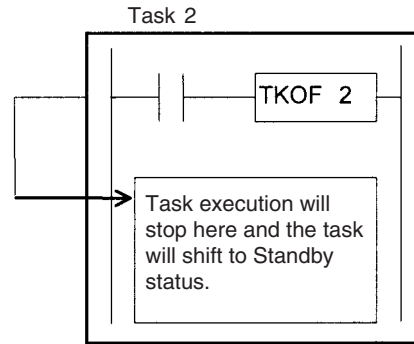 Task 2
TKOF 2
Task execution will
stop here and the task
will shift to Standby
status.